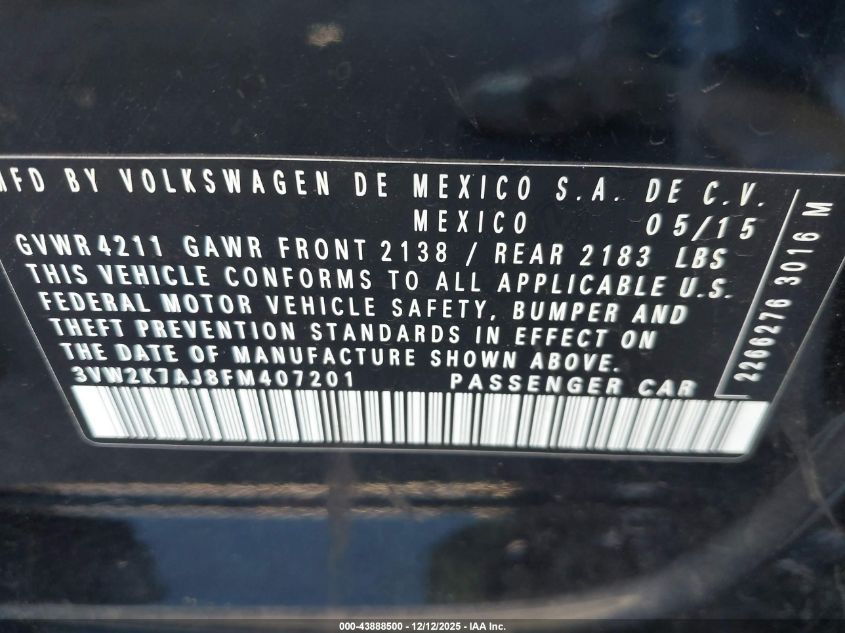 MFD BY VOLKSWAGEN DE MEXICO S.A. DE C.V.
MEXICO 05/15
GVWR 4211 GAWR FRONT 2138 / REAR 2183 LBS
THIS VEHICLE CONFORMS TO ALL APPLICABLE U.S.
FEDERAL MOTOR VEHICLE SAFETY, BUMPER AND
THEFT PREVENTION STANDARDS IN EFFECT ON
THE DATE OF MANUFACTURE SHOWN ABOVE.
3VW2K7AJ8FM407201 PASSENGER CAR
2266276 3016 M
000-43888500 - 12/12/2025 - IAA Inc.